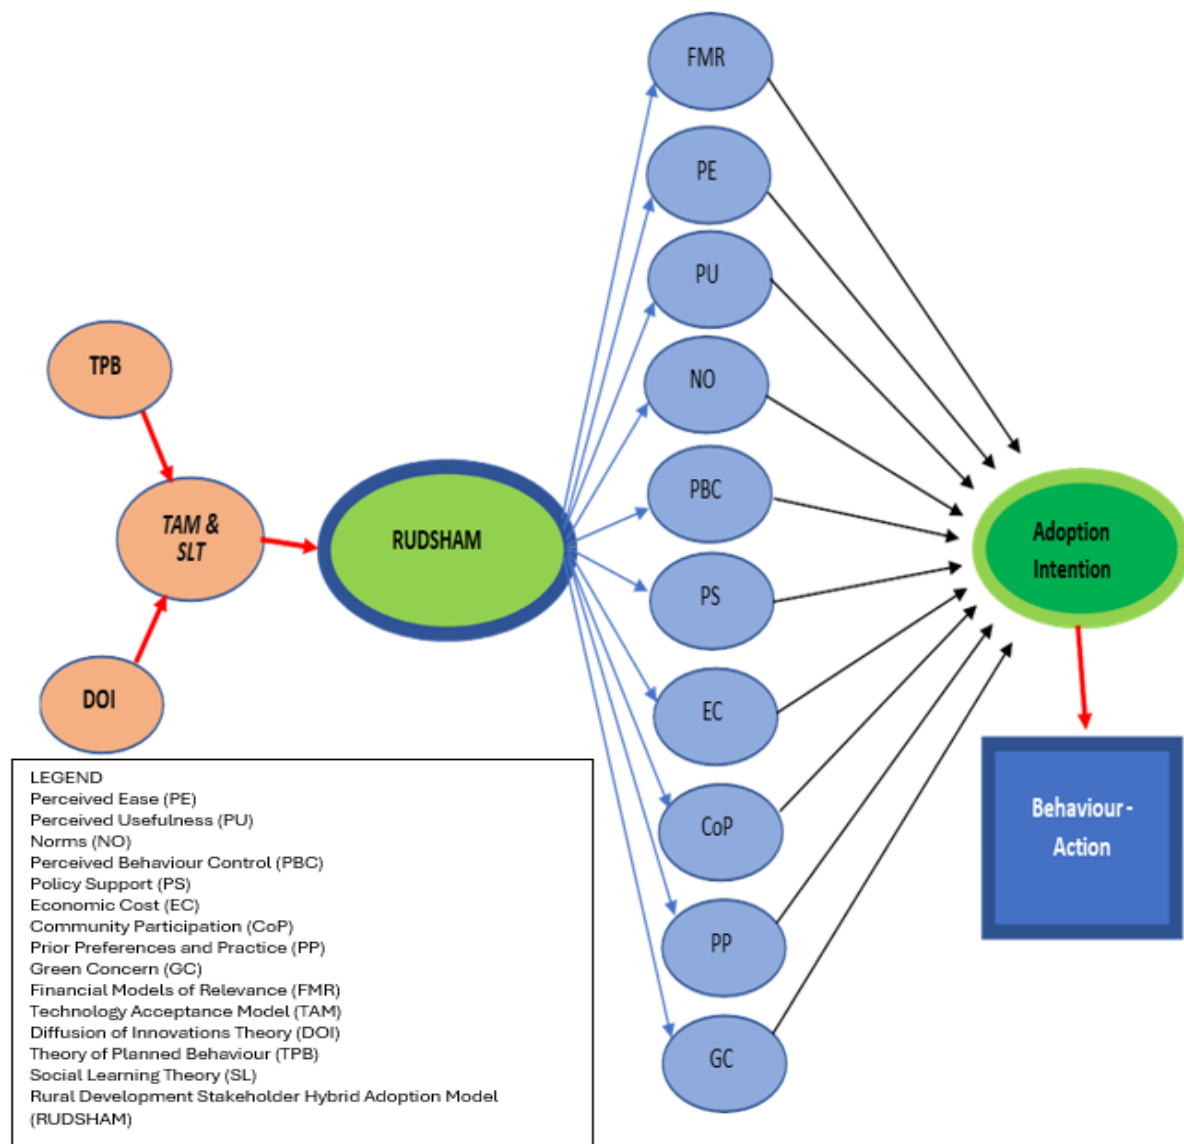 FMR
PE
PU
NO
PBC
PS
EC
CoP
PP
GC
TPB
TAM &
SLT
DOI
RUDSHAM
Adoption
Intention
Behaviour -
Action
LEGEND
Perceived Ease (PE)
Perceived Usefulness (PU)
Norms (NO)
Perceived Behaviour Control (PBC)
Policy Support (PS)
Economic Cost (EC)
Community Participation (CoP)
Prior Preferences and Practice (PP)
Green Concern (GC)
Financial Models of Relevance (FMR)
Technology Acceptance Model (TAM)
Diffusion of Innovations Theory (DOI)
Theory of Planned Behaviour (TPB)
Social Learning Theory (SL)
Rural Development Stakeholder Hybrid Adoption Model
(RUDSHAM)